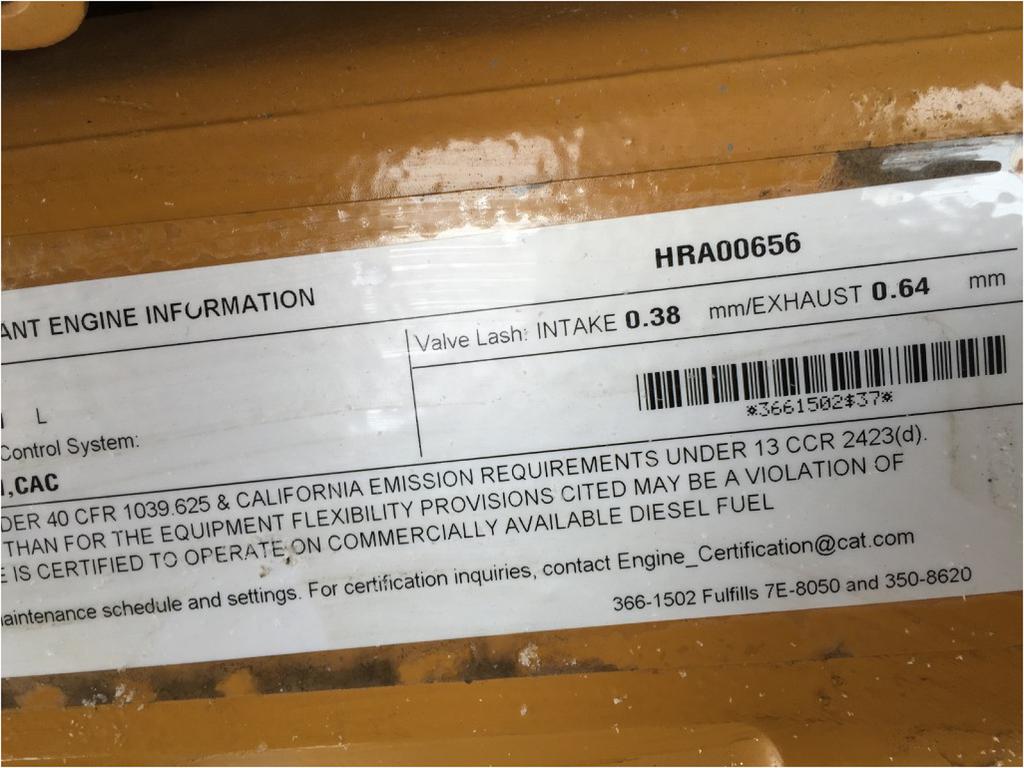 HRA00656
ANT ENGINE INFORMATION
Valve Lash: INTAKE 0.38 mm/EXHAUST 0.64 mm
L
*3661502$37*
Control System:
,CAC
DER 40 CFR 1039.625 & CALIFORNIA EMISSION REQUIREMENTS UNDER 13 CCR 2423(d).
THAN FOR THE EQUIPMENT FLEXIBILITY PROVISIONS CITED MAY BE A VIOLATION OF
E IS CERTIFIED TO OPERATE ON COMMERCIALLY AVAILABLE DIESEL FUEL
aintenance schedule and settings. For certification inquiries, contact Engine_Certification@cat.com
366-1502 Fulfills 7E-8050 and 350-8620